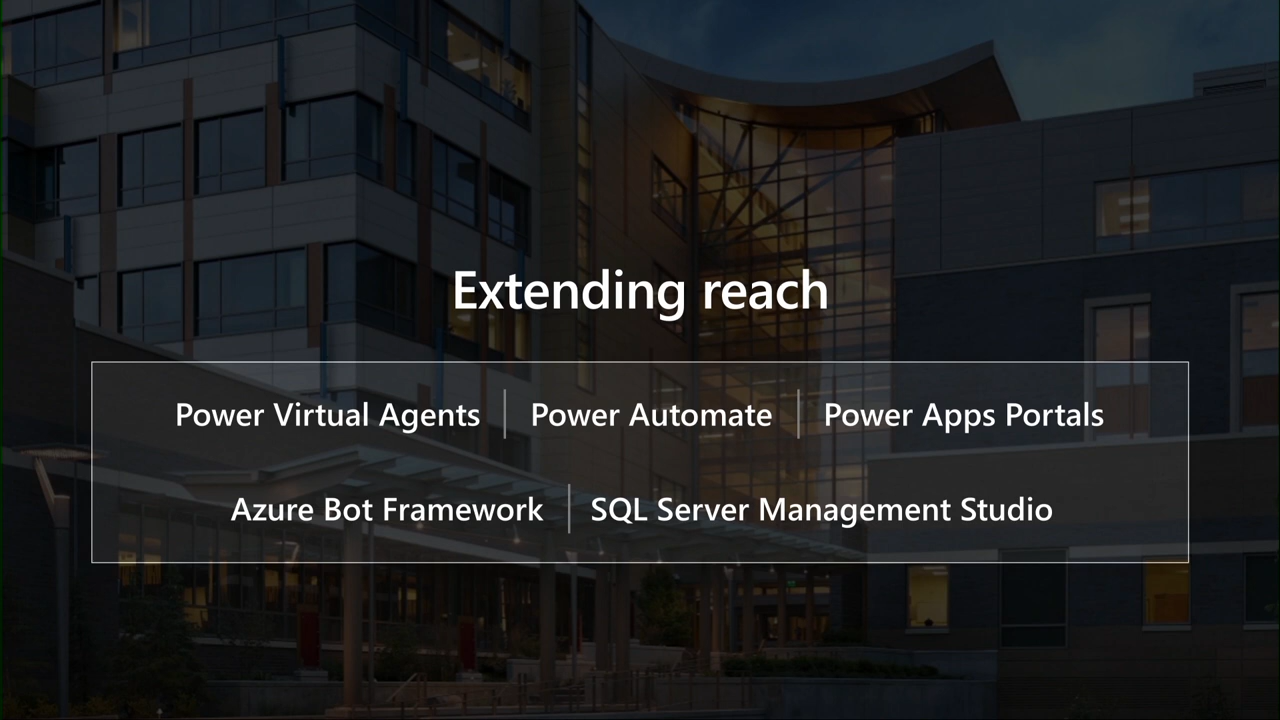 Extending reach
Power Virtual Agents | Power Automate | Power Apps Portals
Azure Bot Framework | SQL Server Management Studio